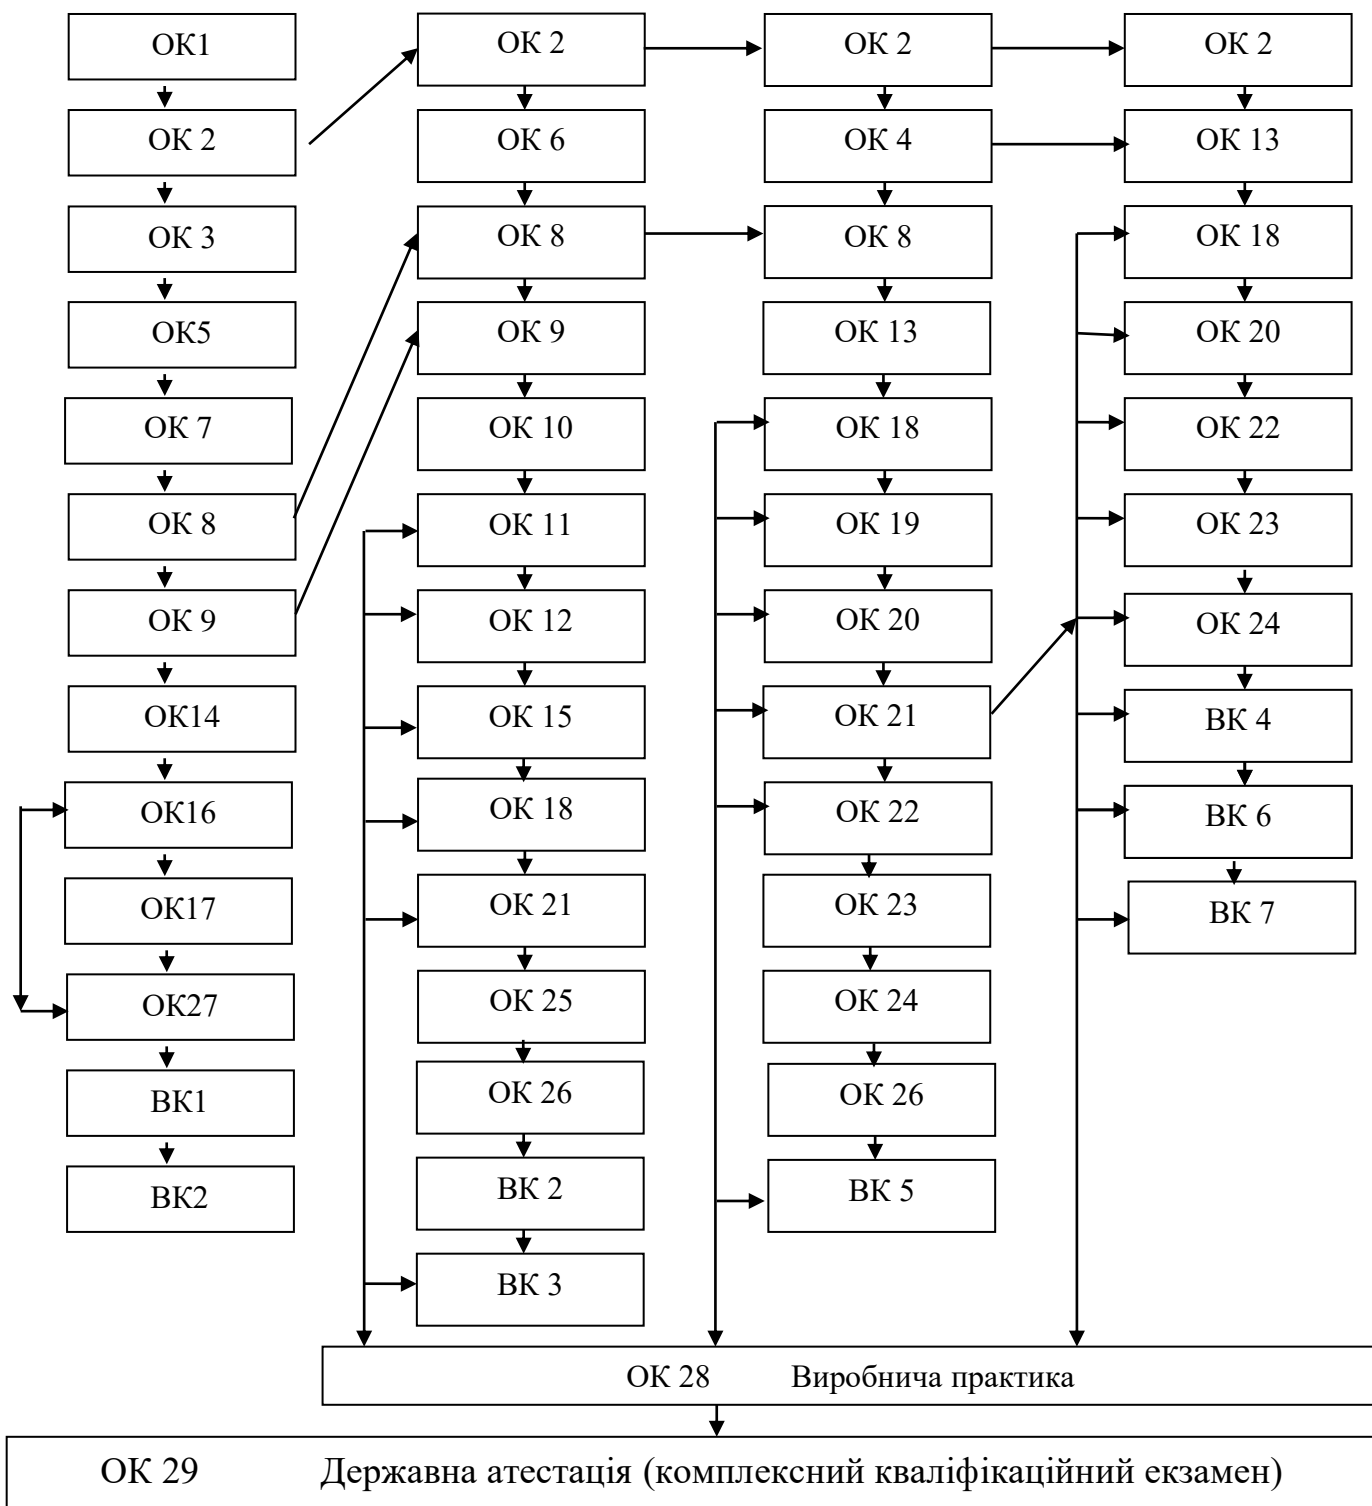 ОК1
ОК 2
ОК 3
ОК5
ОК 7
ОК 8
ОК 9
ОК14
ОК16
ОК17
ОК27
ВК1
ВК2
ОК 2
ОК 6
ОК 8
ОК 9
ОК 10
ОК 11
ОК 12
ОК 15
ОК 18
ОК 21
ОК 25
ОК 26
ВК 2
ВК 3
ОК 2
ОК 4
ОК 8
ОК 13
ОК 18
ОК 19
ОК 20
ОК 21
ОК 22
ОК 23
ОК 24
ОК 26
ВК 5
ОК 2
ОК 13
ОК 18
ОК 20
ОК 22
ОК 23
ОК 24
ВК 4
ВК 6
ВК 7
ОК 28 Виробнича практика
ОК 29 Державна атестація (комплексний кваліфікаційний екзамен)